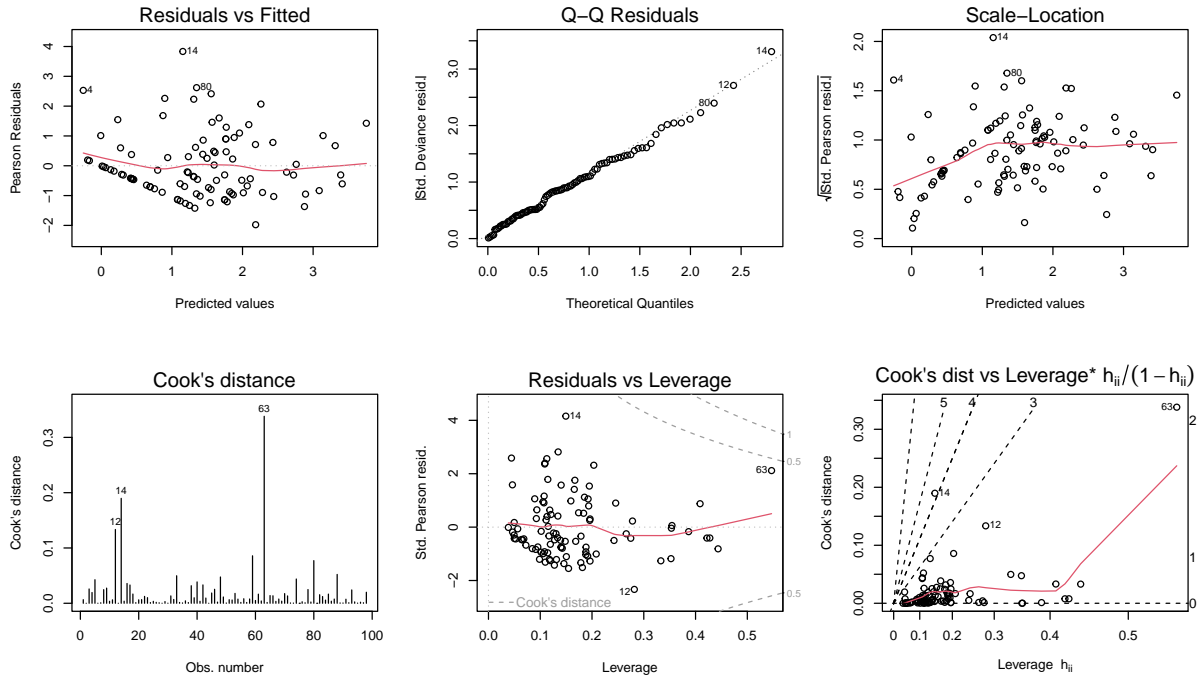 Residuals vs Fitted
Pearson Residuals
4
3
2
1
0
−1
−2
14
80
4
0 1 2 3
Predicted values
Q−Q Residuals
|Std. Deviance resid.|
3.0
2.0
1.0
0.0
14
12
80
0.0 0.5 1.0 1.5 2.0 2.5
Theoretical Quantiles
Scale−Location
√|Std. Pearson resid.|
2.0
1.5
1.0
0.5
0.0
14
4
80
0 1 2 3
Predicted values
Cook's distance
Cook's distance
0.3
0.2
0.1
0.0
63
14
12
0 20 40 60 80 100
Obs. number
Residuals vs Leverage
Std. Pearson resid.
4
2
0
−2
14
63
12
1
0.5
0.5
Cook's distance
0.0 0.1 0.2 0.3 0.4 0.5
Leverage
Cook's dist vs Leverage* hii/(1−hii)
Cook's distance
0.30
0.20
0.10
0.00
5 4 3
63
2
14
12
1
0
0 0.1 0.2 0.3 0.4 0.5
Leverage hii